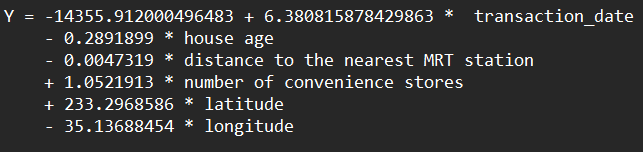 Y = -14355.912000496483 + 6.380815878429863 * transaction_date
- 0.2891899 * house age
- 0.0047319 * distance to the nearest MRT station
+ 1.0521913 * number of convenience stores
+ 233.2968586 * latitude
- 35.13688454 * longitude